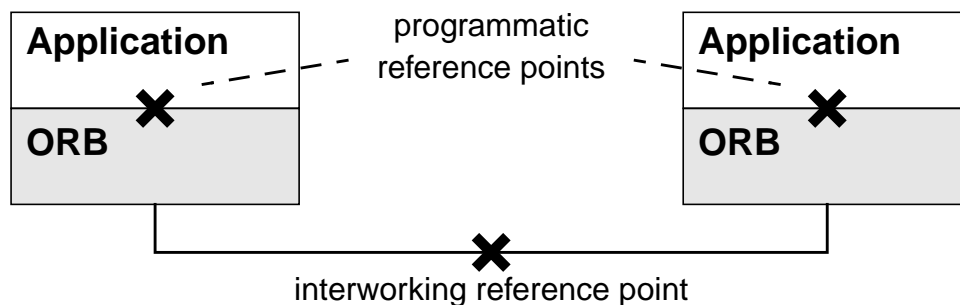 Application
programmatic
reference points
Application
ORB
ORB
interworking reference point